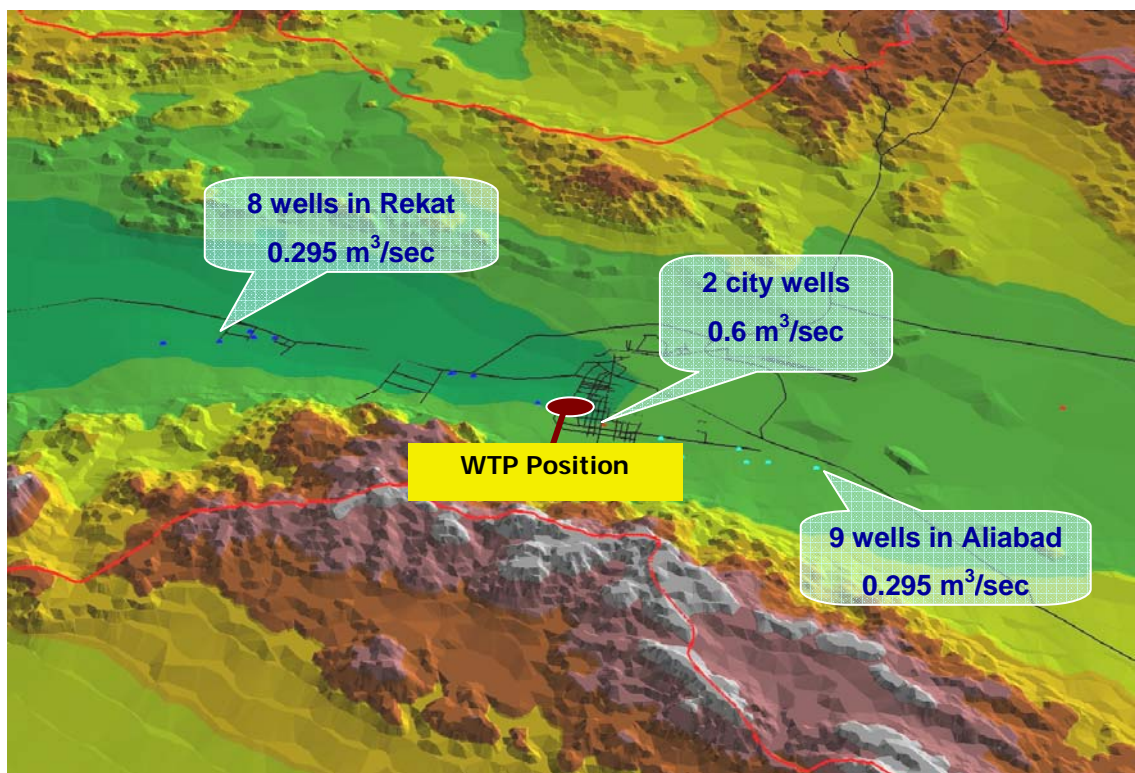 8 wells in Rekat
0.295 m³/sec
2 city wells
0.6 m³/sec
WTP Position
9 wells in Aliabad
0.295 m³/sec